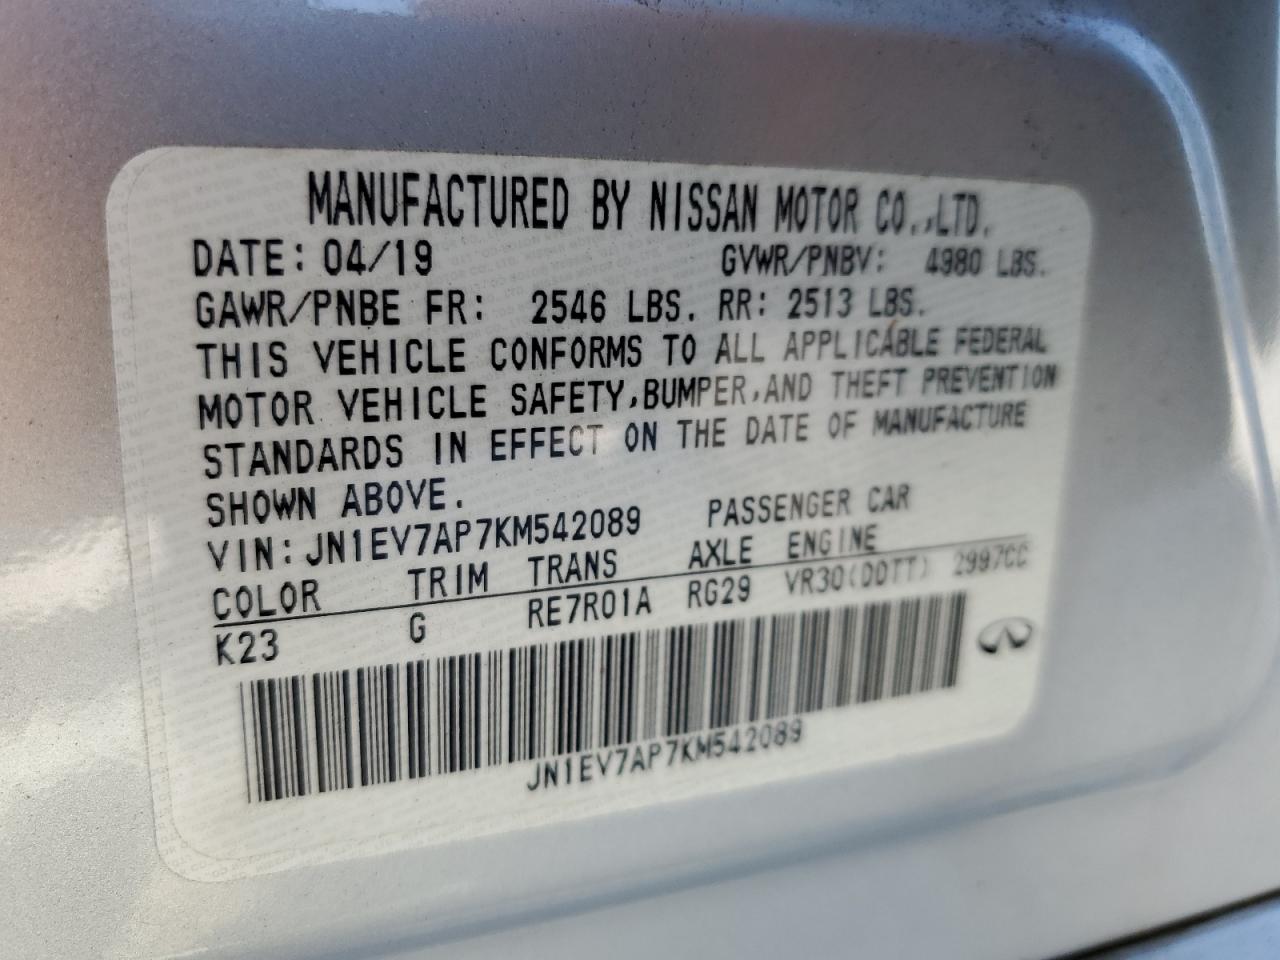 MANUFACTURED BY NISSAN MOTOR CO.,LTD.
DATE: 04/19 GVWR/PNBV: 4980 LBS.
GAWR/PNBE FR: 2546 LBS. RR: 2513 LBS.
THIS VEHICLE CONFORMS TO ALL APPLICABLE FEDERAL
MOTOR VEHICLE SAFETY,BUMPER,AND THEFT PREVENTION
STANDARDS IN EFFECT ON THE DATE OF MANUFACTURE
SHOWN ABOVE.
VIN: JN1EV7AP7KM542089 PASSENGER CAR
COLOR TRIM TRANS AXLE ENGINE
K23 G RE7R01A RG29 VR30(DDTT) 2997CC
JN1EV7AP7KM542089